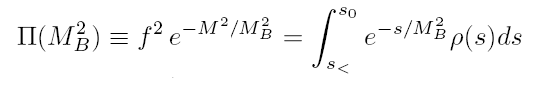 Π(M_B^2) ≡ f^2 e^{-M^2/M_B^2} = ∫_{s_<}^{s_0} e^{-s/M_B^2} ρ(s)ds